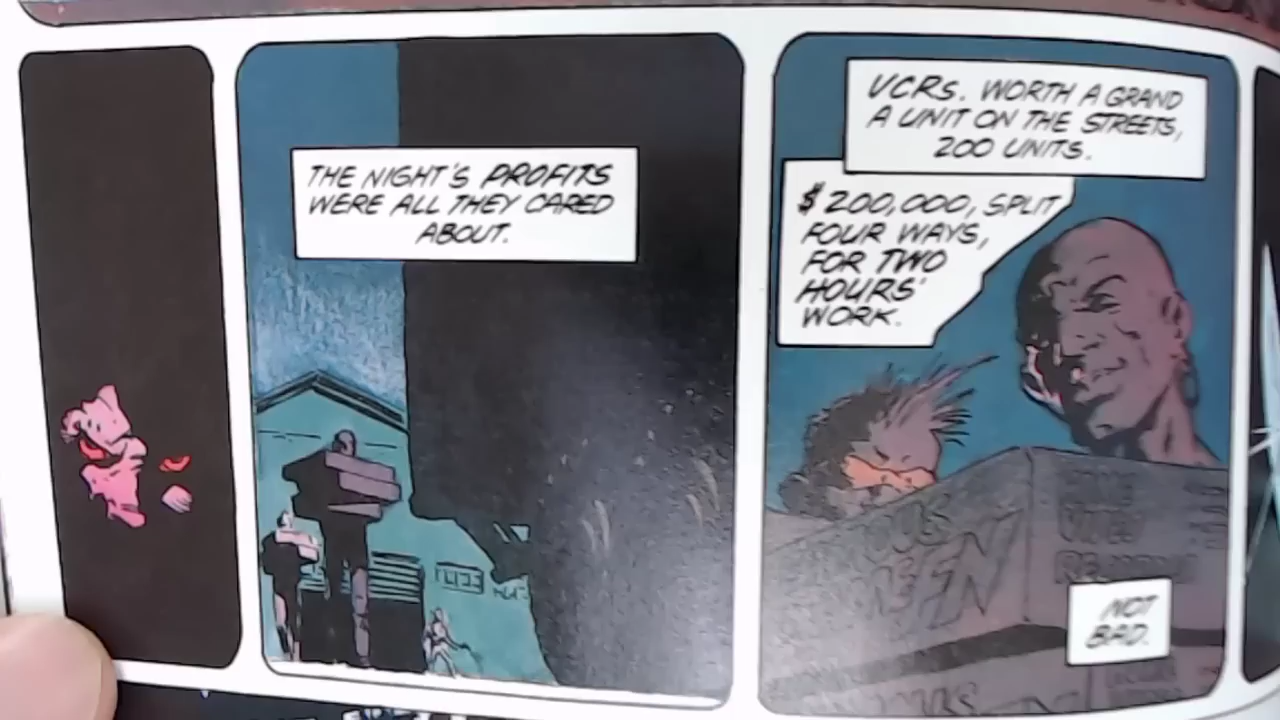 THE NIGHT'S PROFITS
WERE ALL THEY CARED
ABOUT.
VCRs. WORTH A GRAND
A UNIT ON THE STREETS,
200 UNITS.
$200,000, SPLIT
FOUR WAYS,
FOR TWO
HOURS'
WORK.
NOT
BAD.